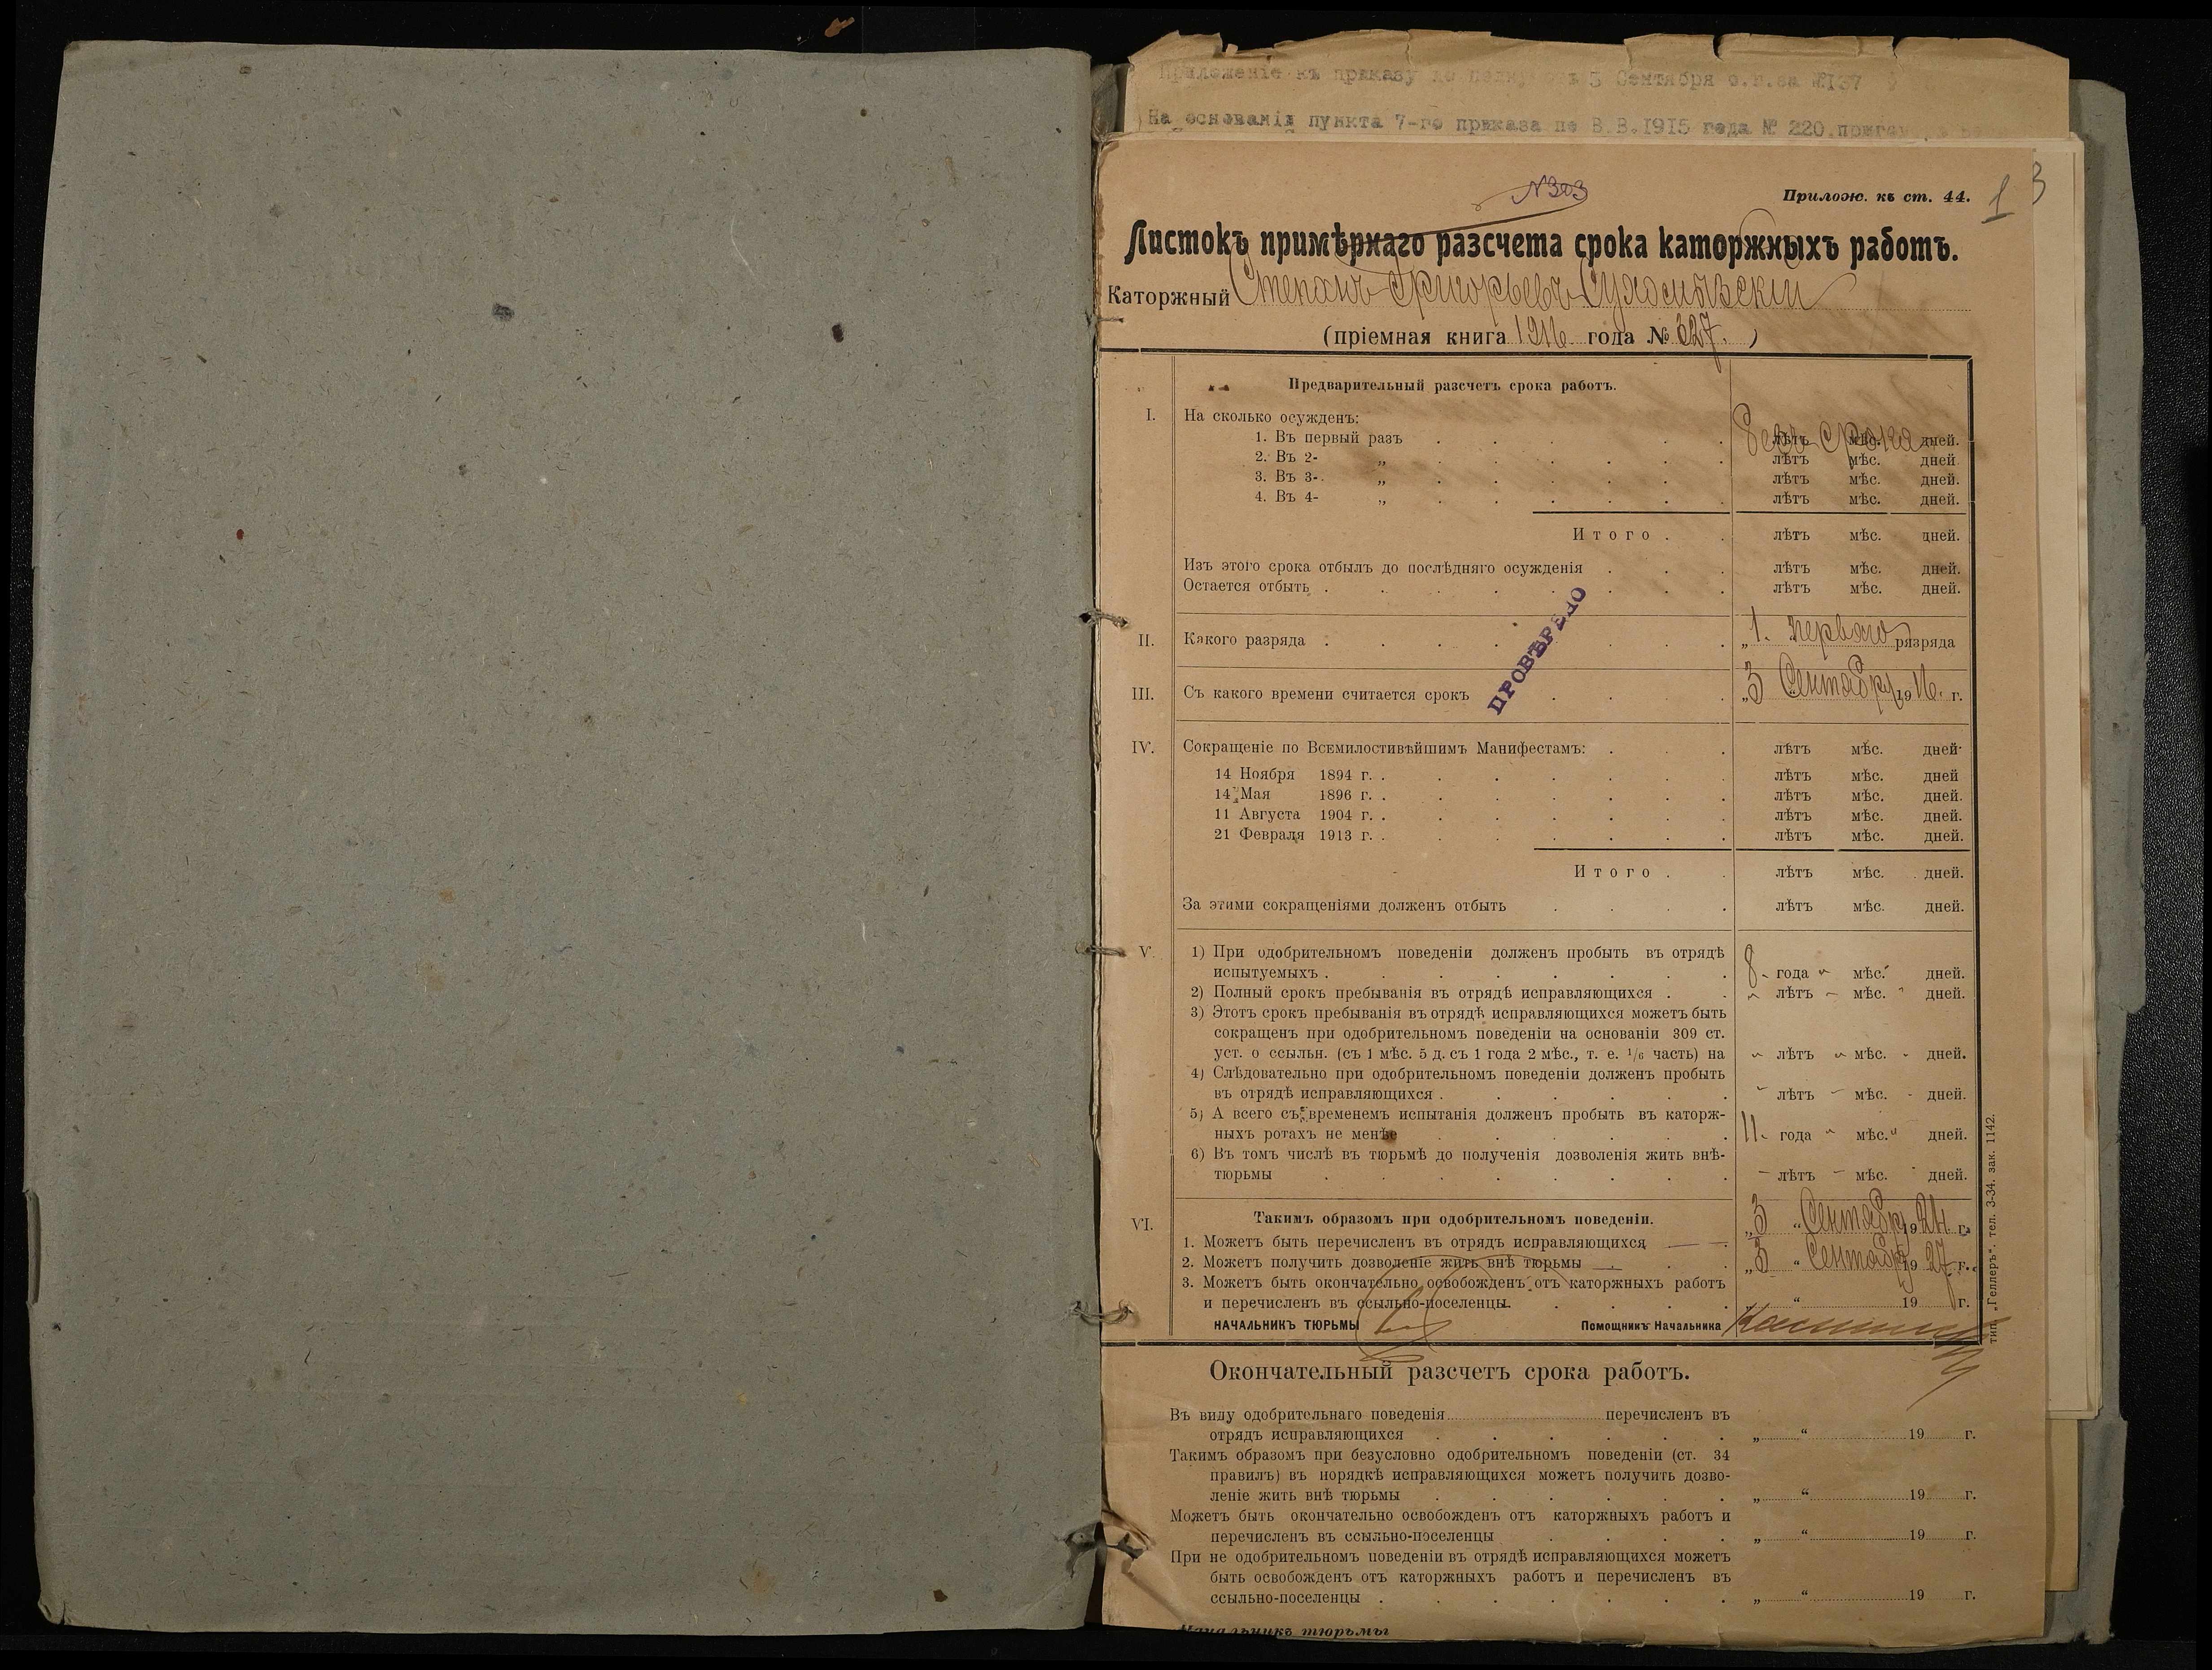 Приложеніе къ приказу по полку отъ 3 Сентября с.г. за №137
На основаніи пункта 7-го приказа по В.В. 1915 года № 220
N303
Прилож. къ ст. 44.
1 3
Листокъ примѣрнаго разсчета срока каторжныхъ работъ.
Каторжный Степанъ Григорьевъ
(пріемная книга 1916 года № 327. )
Предварительный разсчетъ срока работъ.
I. На сколько осужденъ:
1. Въ первый разъ безъ срока лѣтъ мѣс. дней.
2. Въ 2- „ лѣтъ мѣс. дней.
3. Въ 3- „ лѣтъ мѣс. дней.
4. Въ 4- „ лѣтъ мѣс. дней.
Итого . лѣтъ мѣс. дней.
Изъ этого срока отбылъ до послѣдняго осужденія лѣтъ мѣс. дней.
Остается отбыть . лѣтъ мѣс. дней.
ПРОВѢРЕНО
II. Какого разряда . „1. перваго разряда
III. Съ какого времени считается срокъ „3 Сентября 1916 г.
IV. Сокращеніе по Всемилостивѣйшимъ Манифестамъ: лѣтъ мѣс. дней.
14 Ноября 1894 г. . лѣтъ мѣс. дней
14 Мая 1896 г. . лѣтъ мѣс. дней.
11 Августа 1904 г. . лѣтъ мѣс. дней.
21 Февраля 1913 г. . лѣтъ мѣс. дней.
Итого . лѣтъ мѣс. дней.
За этими сокращеніями долженъ отбыть лѣтъ мѣс. дней.
V. 1) При одобрительномъ поведеніи долженъ пробыть въ отрядѣ
испытуемыхъ . 8 - года „ мѣс. „ дней.
2) Полный срокъ пребыванія въ отрядѣ исправляющихся . „ лѣтъ - мѣс. „ дней.
3) Этотъ срокъ пребыванія въ отрядѣ исправляющихся можетъ быть
сокращенъ при одобрительномъ поведеніи на основаніи 309 ст.
уст. о ссыльн. (съ 1 мѣс. 5 д. съ 1 года 2 мѣс., т. е. 1/6 часть) на „ лѣтъ „ мѣс. - дней.
4) Слѣдовательно при одобрительномъ поведеніи долженъ пробыть
въ отрядѣ исправляющихся . - лѣтъ - мѣс. - дней.
5) А всего съ временемъ испытанія долженъ пробыть въ каторж-
ныхъ ротахъ не менѣе 11. года „ мѣс. „ дней.
6) Въ томъ числѣ въ тюрьмѣ до полученія дозволенія жить внѣ-
тюрьмы - лѣтъ - мѣс. - дней.
VI. Такимъ образомъ при одобрительномъ поведеніи.
1. Можетъ быть перечисленъ въ отрядъ исправляющихся „3 “ Сентября 1924 г.
2. Можетъ получить дозволеніе жить внѣ тюрьмы „3 “ Сентября 1927 г.
3. Можетъ быть окончательно освобожденъ отъ каторжныхъ работъ
и перечисленъ въ ссыльно-поселенцы. „ “ 19 г.
НАЧАЛЬНИКЪ ТЮРЬМЫ Помощникъ Начальника
тип. „Геллеръ“. тел. 3-34. зак. 1142.
Окончательный разсчетъ срока работъ.
Въ виду одобрительнаго поведенія перечисленъ въ
отрядъ исправляющихся „ “ 19 г.
Такимъ образомъ при безусловно одобрительномъ поведеніи (ст. 34
правилъ) въ порядкѣ исправляющихся можетъ получить дозво-
леніе жить внѣ тюрьмы „ “ 19 г.
Можетъ быть окончательно освобожденъ отъ каторжныхъ работъ и
перечисленъ въ ссыльно-поселенцы „ “ 19 г.
При не одобрительномъ поведеніи въ отрядѣ исправляющихся можетъ
быть освобожденъ отъ каторжныхъ работъ и перечисленъ въ
ссыльно-поселенцы . „ “ 19 г.
Начальникъ тюрьмы